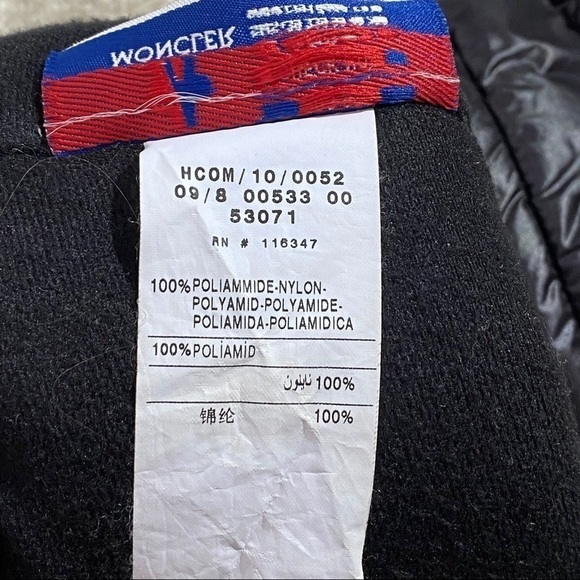 MONCLER
HCOM/10/0052
09/8 00533 00
53071
RN # 116347
100%POLIAMMIDE-NYLON-
POLYAMID-POLYAMIDE-
POLIAMIDA-POLIAMIDICA
100%POLİAMİD
100% نايلون
锦纶 100%